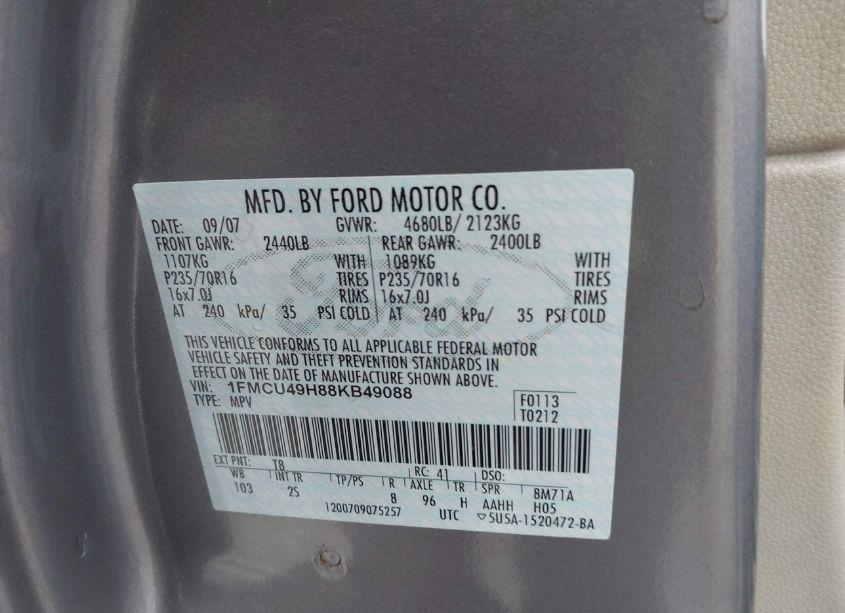 MFD. BY FORD MOTOR CO.
DATE: 09/07 GVWR: 4680LB/ 2123KG
FRONT GAWR: 2440LB REAR GAWR: 2400LB
1107KG WITH 1089KG WITH
P235/70R16 TIRES P235/70R16 TIRES
16x7.0J RIMS 16x7.0J RIMS
AT 240 kPa/ 35 PSI COLD AT 240 kPa/ 35 PSI COLD
Ford
THIS VEHICLE CONFORMS TO ALL APPLICABLE FEDERAL MOTOR
VEHICLE SAFETY AND THEFT PREVENTION STANDARDS IN
EFFECT ON THE DATE OF MANUFACTURE SHOWN ABOVE.
VIN: 1FMCU49H88KB49088 F0113
TYPE: MPV T0212
EXT PNT: T8 RC: 41 DSO:
WB INT TR TP/PS R AXLE TR SPR 8M71A
103 2S 8 96 H AAHH H05
1200709075257 UTC ▽5U5A-1520472-BA